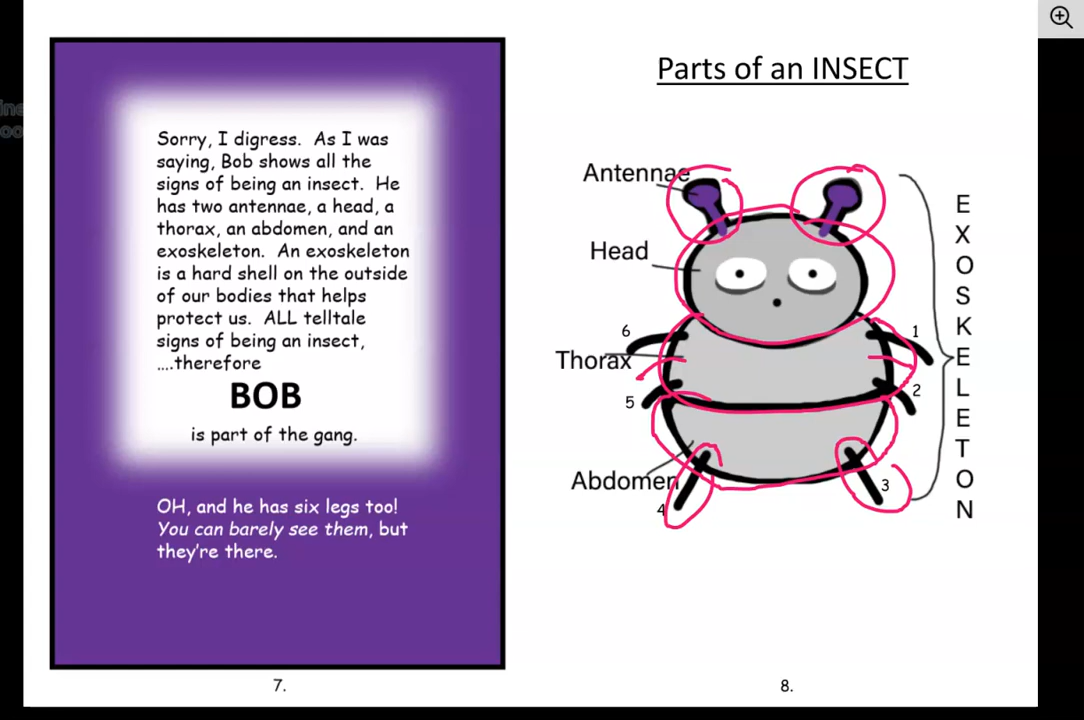 Sorry, I digress. As I was
saying, Bob shows all the
signs of being an insect. He
has two antennae, a head, a
thorax, an abdomen, and an
exoskeleton. An exoskeleton
is a hard shell on the outside
of our bodies that helps
protect us. ALL telltale
signs of being an insect,
....therefore
BOB
is part of the gang.
OH, and he has six legs too!
You can barely see them, but
they're there.
7.
Parts of an INSECT
Antennae
Head
6
1
Thorax
5
2
Abdomen
4
3
E
X
O
S
K
E
L
E
T
O
N
8.